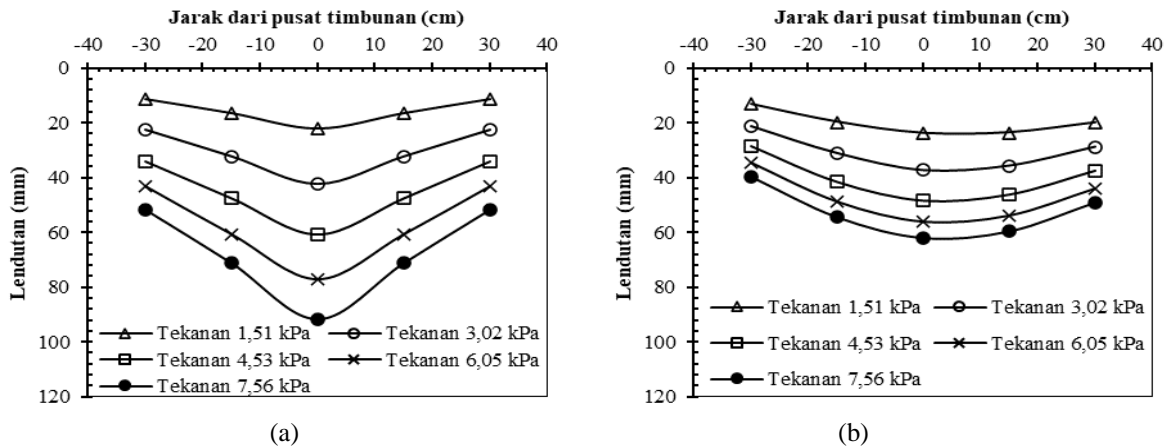 Jarak dari pusat timbunan (cm)
-40 -30 -20 -10 0 10 20 30 40
0
20
40
60
80
100
120
Lendutan (mm)
Tekanan 1,51 kPa Tekanan 3,02 kPa
Tekanan 4,53 kPa Tekanan 6,05 kPa
Tekanan 7,56 kPa
(a)
Jarak dari pusat timbunan (cm)
-40 -30 -20 -10 0 10 20 30 40
0
20
40
60
80
100
120
Lendutan (mm)
Tekanan 1,51 kPa Tekanan 3,02 kPa
Tekanan 4,53 kPa Tekanan 6,05 kPa
Tekanan 7,56 kPa
(b)